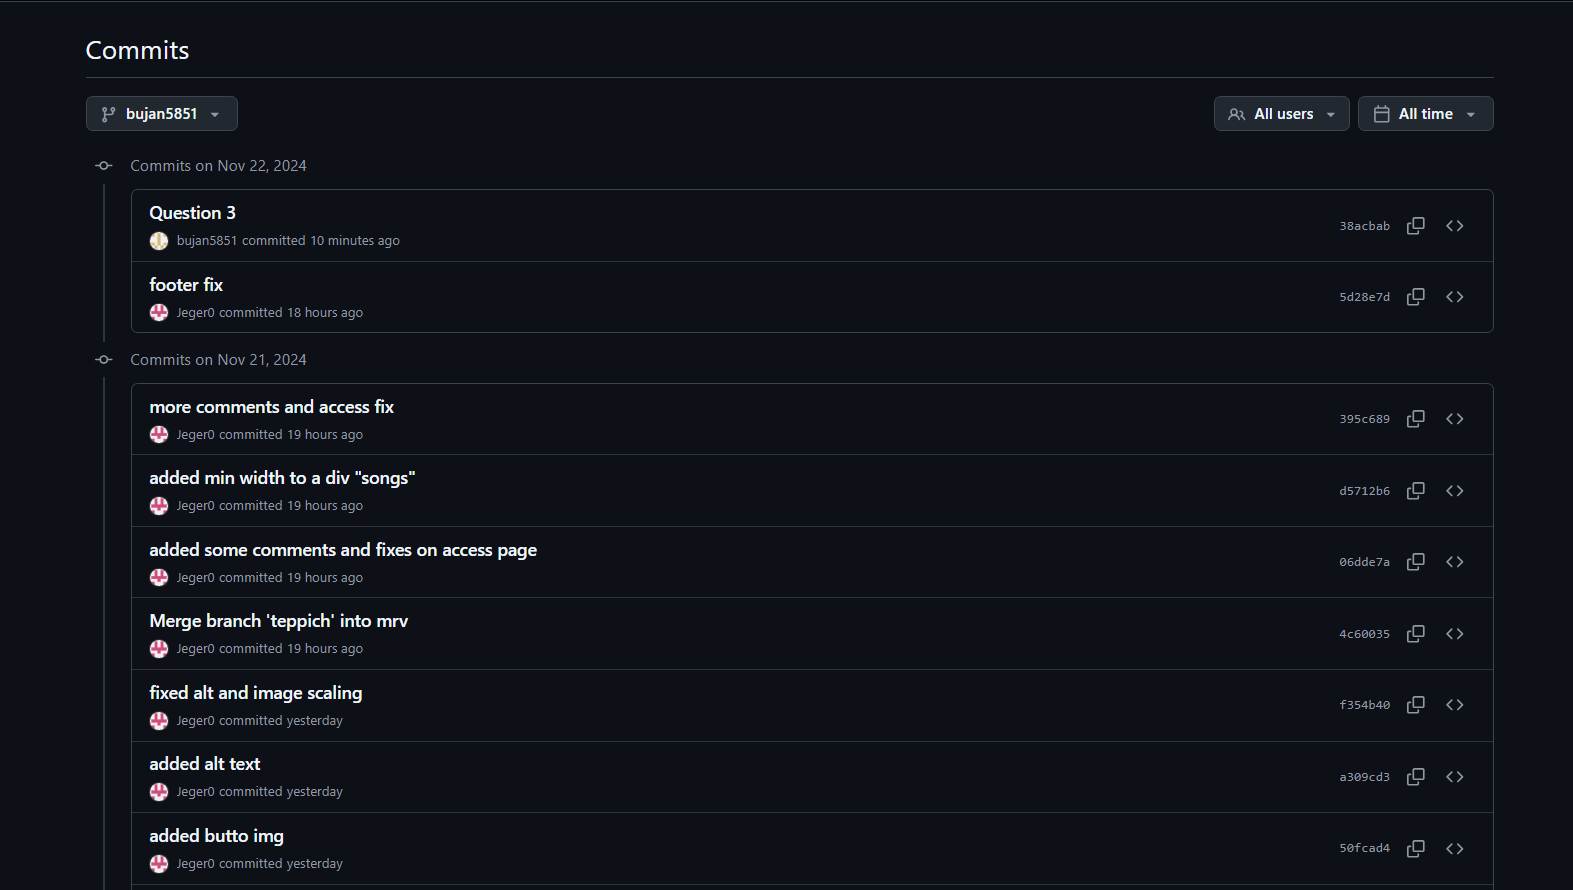 Commits
bujan5851
All users
All time
Commits on Nov 22, 2024
Question 3
38acbab
bujan5851 committed 10 minutes ago
footer fix
5d28e7d
Jeger0 committed 18 hours ago
Commits on Nov 21, 2024
more comments and access fix
395c689
Jeger0 committed 19 hours ago
added min width to a div "songs"
d5712b6
Jeger0 committed 19 hours ago
added some comments and fixes on access page
06dde7a
Jeger0 committed 19 hours ago
Merge branch 'teppich' into mrv
4c60035
Jeger0 committed 19 hours ago
fixed alt and image scaling
f354b40
Jeger0 committed yesterday
added alt text
a309cd3
Jeger0 committed yesterday
added butto img
50fcad4
Jeger0 committed yesterday